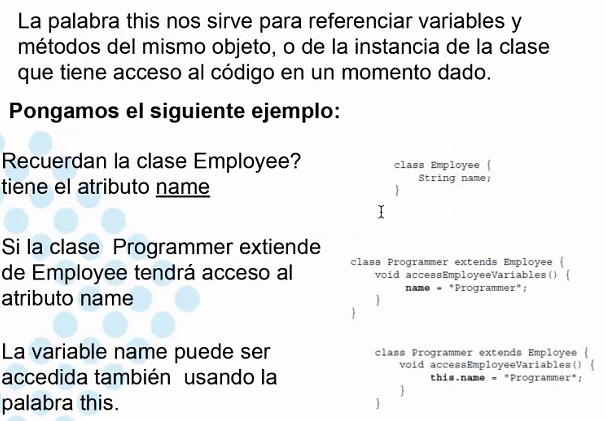 La palabra this nos sirve para referenciar variables y
métodos del mismo objeto, o de la instancia de la clase
que tiene acceso al código en un momento dado.
Pongamos el siguiente ejemplo:
Recuerdan la clase Employee?
tiene el atributo name
class Employee {
String name;
}
Si la clase Programmer extiende
de Employee tendrá acceso al
atributo name
class Programmer extends Employee {
void accessEmployeeVariables() {
name = "Programmer";
}
}
La variable name puede ser
accedida también usando la
palabra this.
class Programmer extends Employee {
void accessEmployeeVariables() {
this.name = "Programmer";
}
}